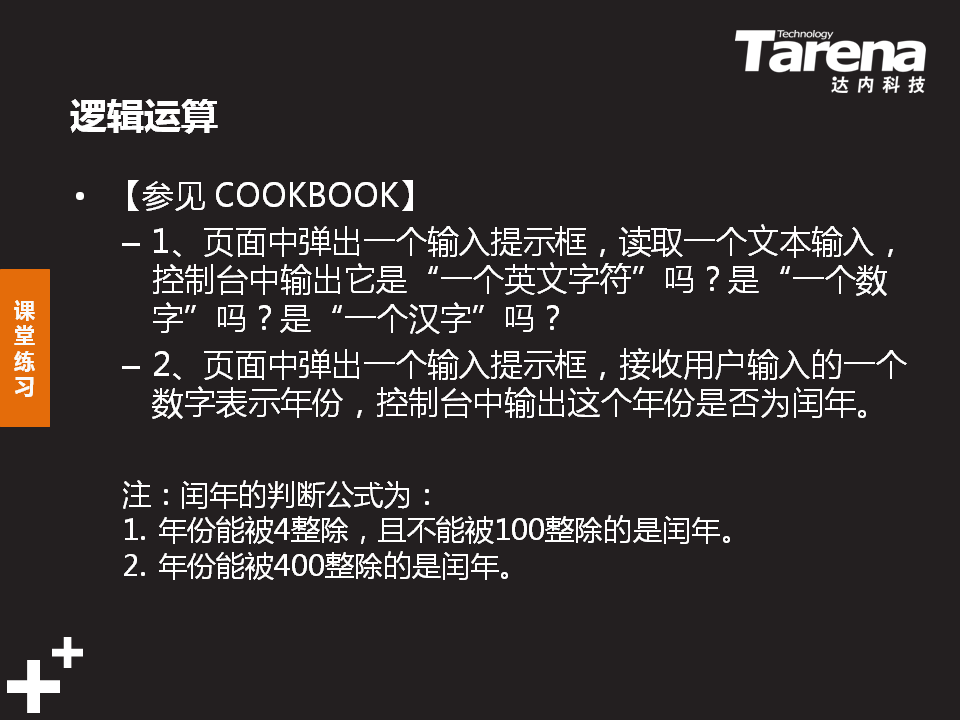 Technology
Tarena
达内科技
逻辑运算
• 【参见 COOKBOOK】
– 1、页面中弹出一个输入提示框，读取一个文本输入，
控制台中输出它是“一个英文字符”吗？是“一个数
字”吗？是“一个汉字”吗？
– 2、页面中弹出一个输入提示框，接收用户输入的一个
数字表示年份，控制台中输出这个年份是否为闰年。
课
堂
练
习
注：闰年的判断公式为：
1. 年份能被4整除，且不能被100整除的是闰年。
2. 年份能被400整除的是闰年。